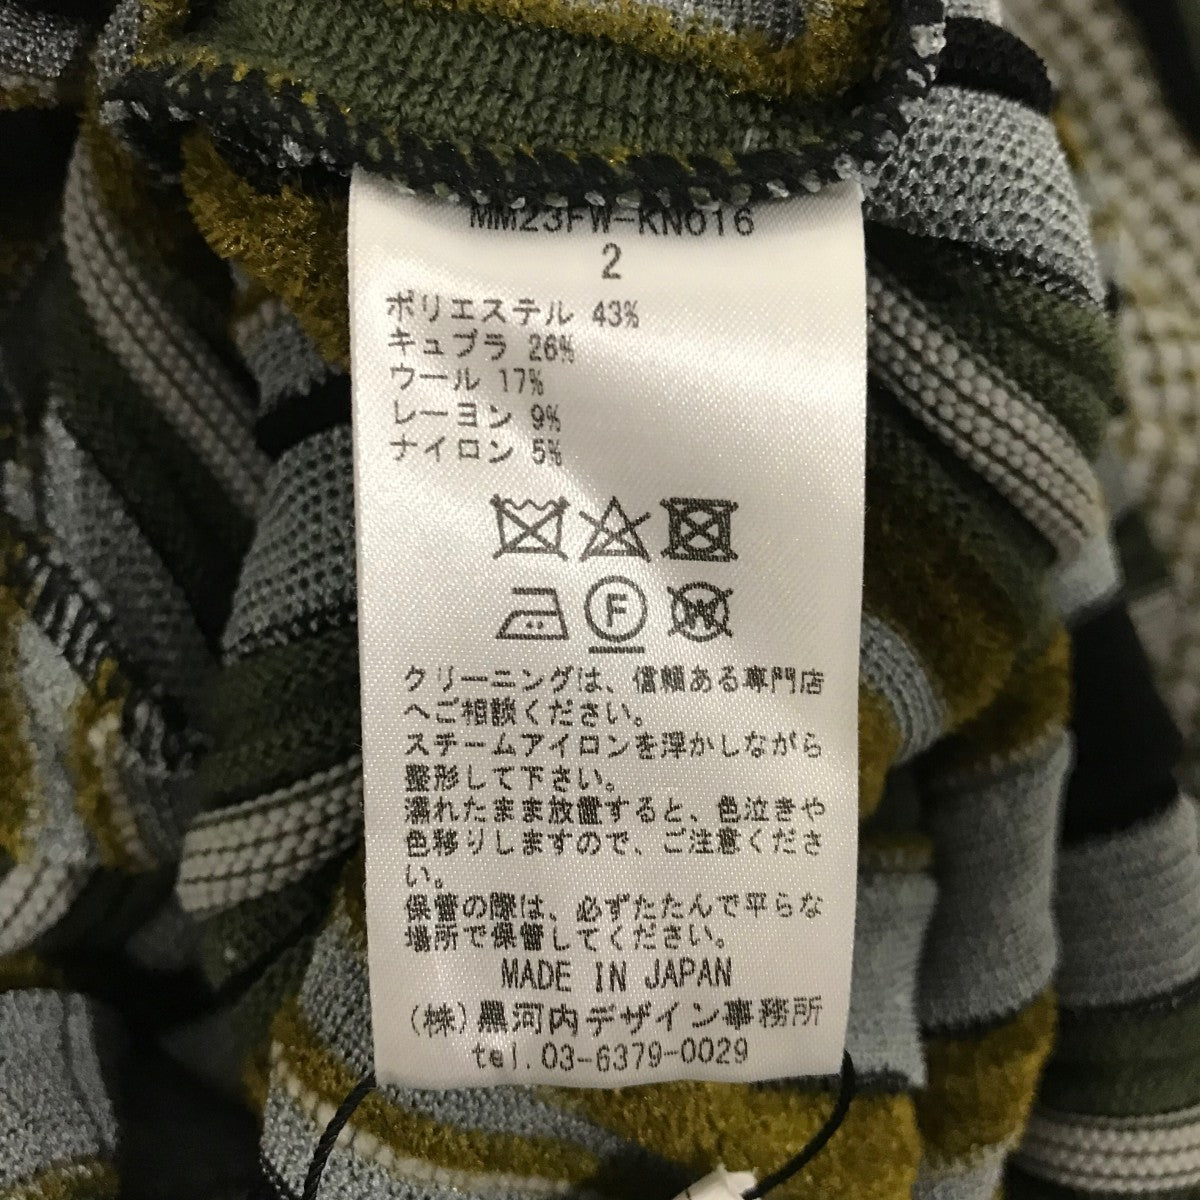 MM23FW-KN016
2
ポリエステル 43%
キュプラ 26%
ウール 17%
レーヨン 9%
ナイロン 5%
F
W
クリーニングは、信頼ある専門店
へご相談ください。
スチームアイロンを浮かしながら
整形して下さい。
濡れたまま放置すると、色泣きや
色移りしますので、ご注意くださ
い。
保管の際は、必ずたたんで平らな
場所で保管してください。
MADE IN JAPAN
(株)黒河内デザイン事務所
tel.03-6379-0029